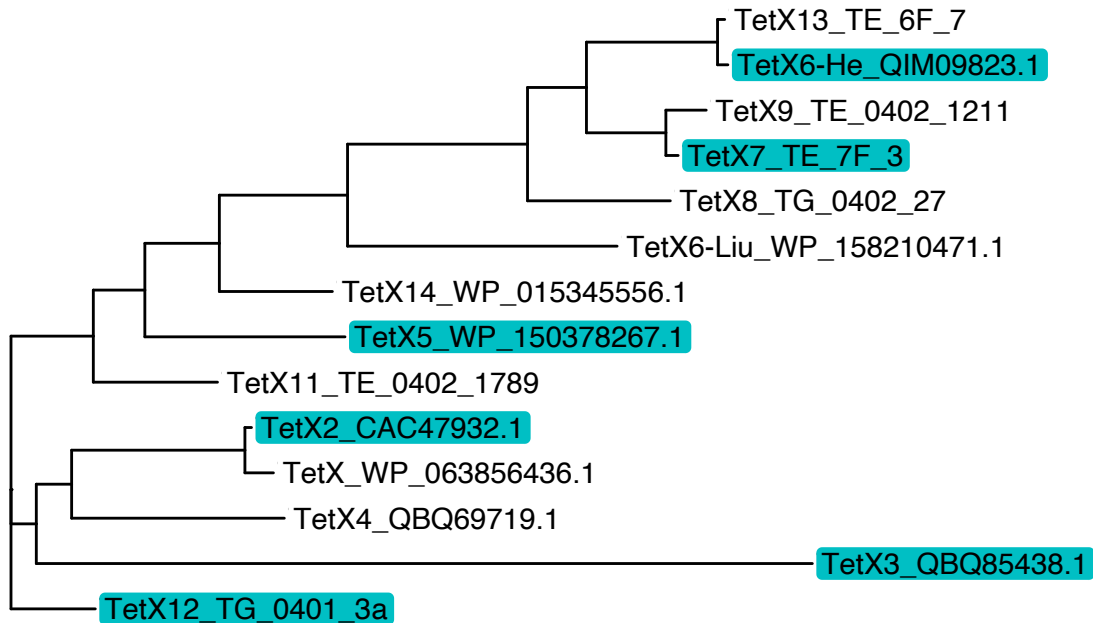 TetX13_TE_6F_7
TetX6-He_QIM09823.1
TetX9_TE_0402_1211
TetX7_TE_7F_3
TetX8_TG_0402_27
TetX6-Liu_WP_158210471.1
TetX14_WP_015345556.1
TetX5_WP_150378267.1
TetX11_TE_0402_1789
TetX2_CAC47932.1
TetX_WP_063856436.1
TetX4_QBQ69719.1
TetX3_QBQ85438.1
TetX12_TG_0401_3a